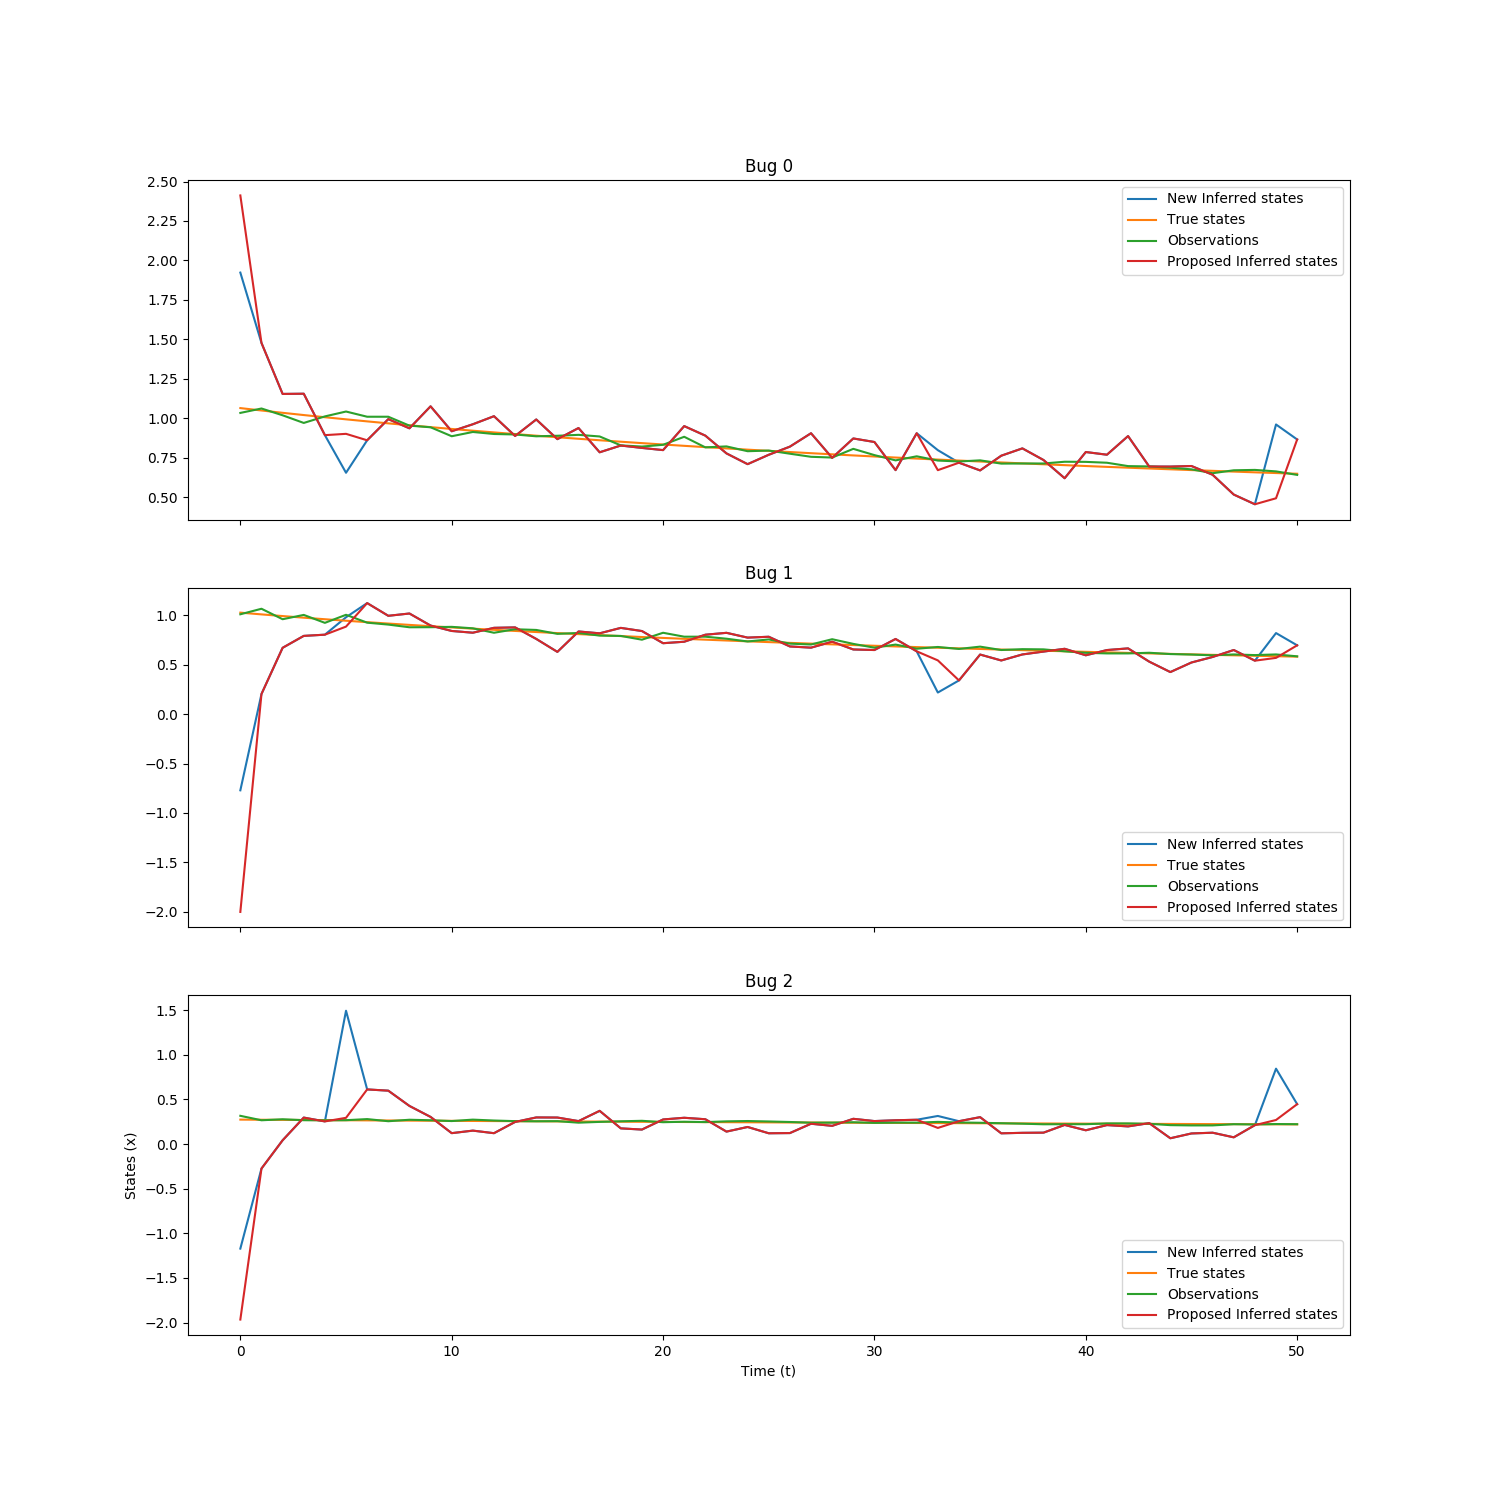 Bug 0
2.50
2.25
2.00
1.75
1.50
1.25
1.00
0.75
0.50
New Inferred states
True states
Observations
Proposed Inferred states
Bug 1
1.0
0.5
0.0
−0.5
−1.0
−1.5
−2.0
New Inferred states
True states
Observations
Proposed Inferred states
Bug 2
States (x)
1.5
1.0
0.5
0.0
−0.5
−1.0
−1.5
−2.0
New Inferred states
True states
Observations
Proposed Inferred states
0 10 20 30 40 50
Time (t)